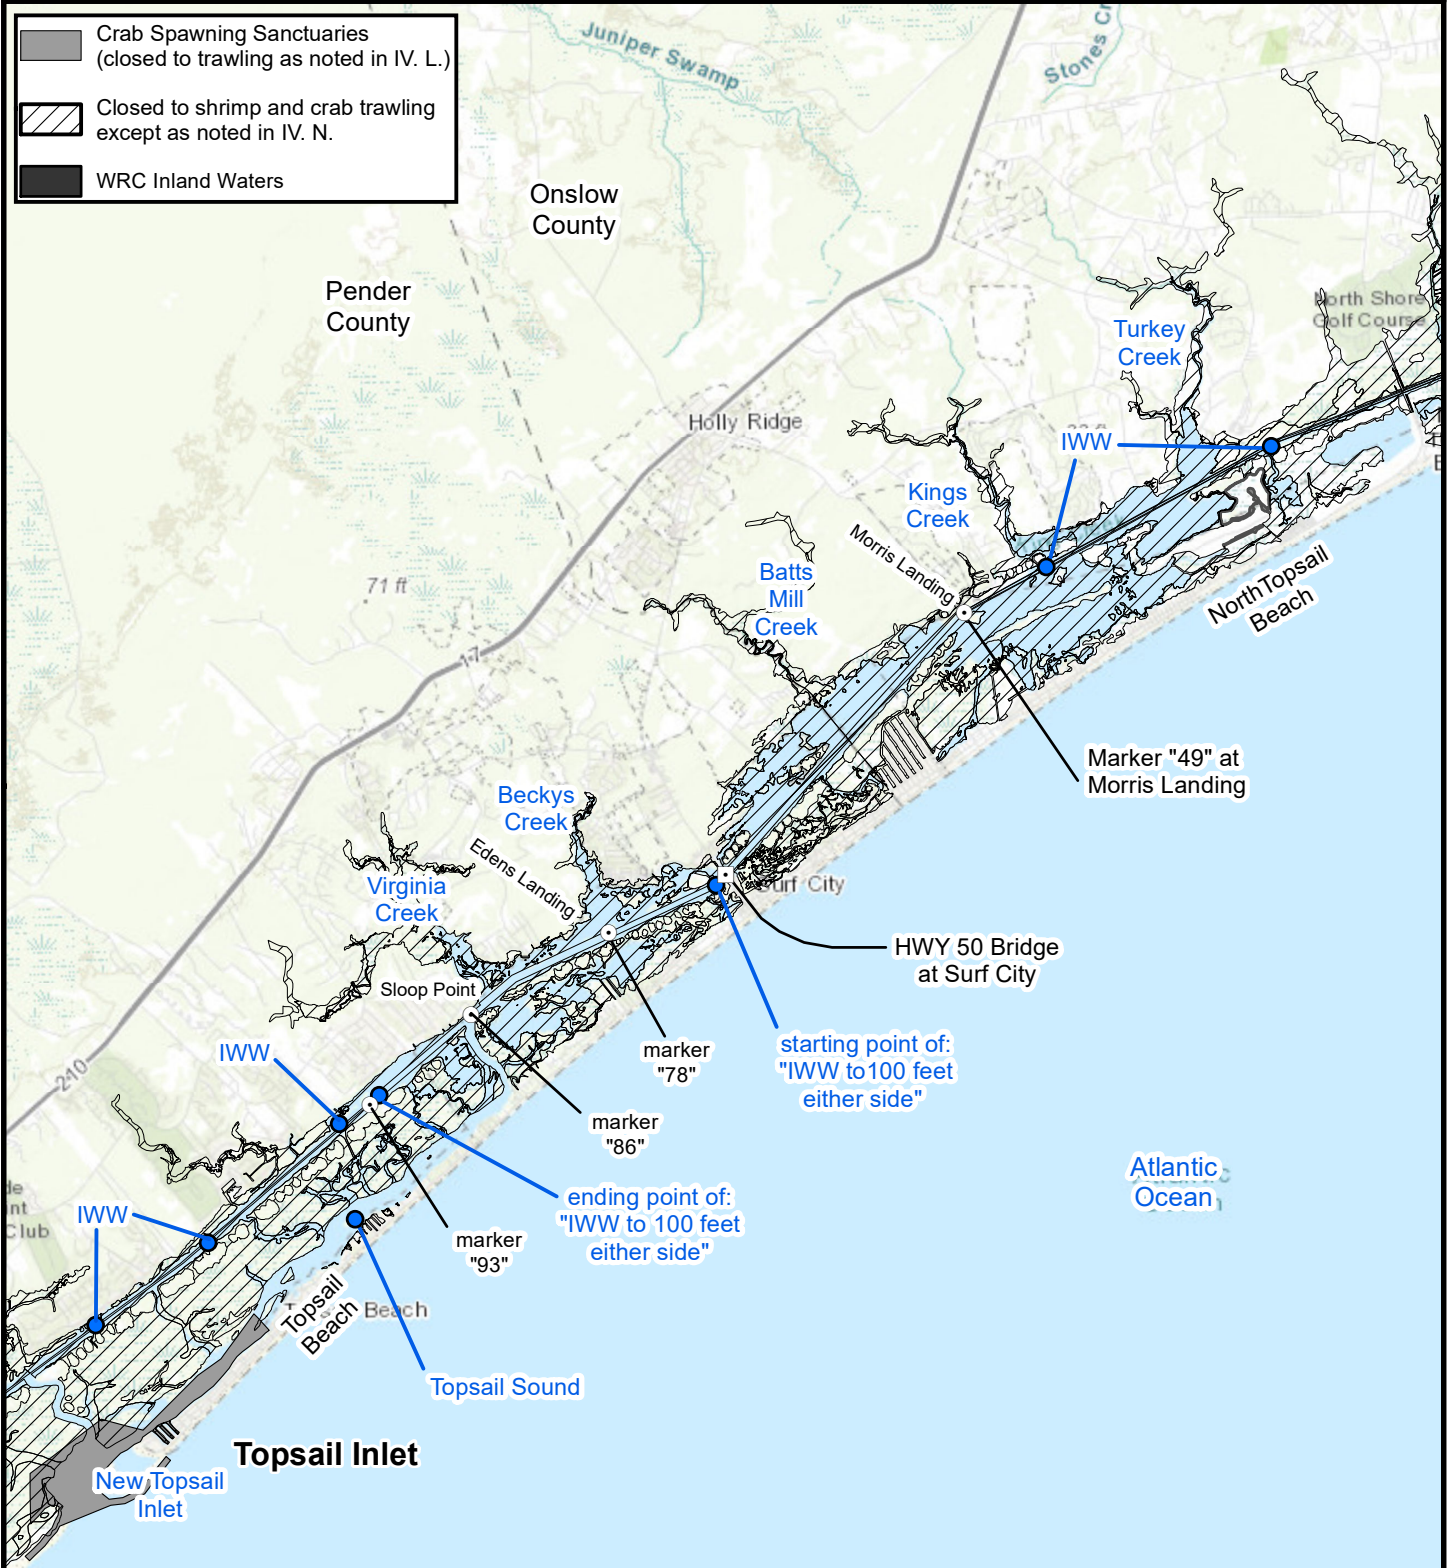 Crab Spawning Sanctuaries
(closed to trawling as noted in IV. L.)
Closed to shrimp and crab trawling
except as noted in IV. N.
WRC Inland Waters
Juniper Swamp
Stones
Onslow
County
Pender
County
North Shore
Golf Course
Turkey
Creek
Holly Ridge
IWW
Kings
Creek
Morris Landing
Batts
Mill
Creek
71 ft
NorthTopsail
Beach
17
Marker "49" at
Morris Landing
Beckys
Creek
Edens Landing
Virginia
Creek
Surf City
HWY 50 Bridge
at Surf City
Sloop Point
starting point of:
"IWW to100 feet
either side"
marker
"78"
IWW
210
marker
"86"
Atlantic
Ocean
ending point of:
"IWW to 100 feet
either side"
IWW
Club
marker
"93"
Topsail
Beach
Beach
Topsail Sound
Topsail Inlet
New Topsail
Inlet